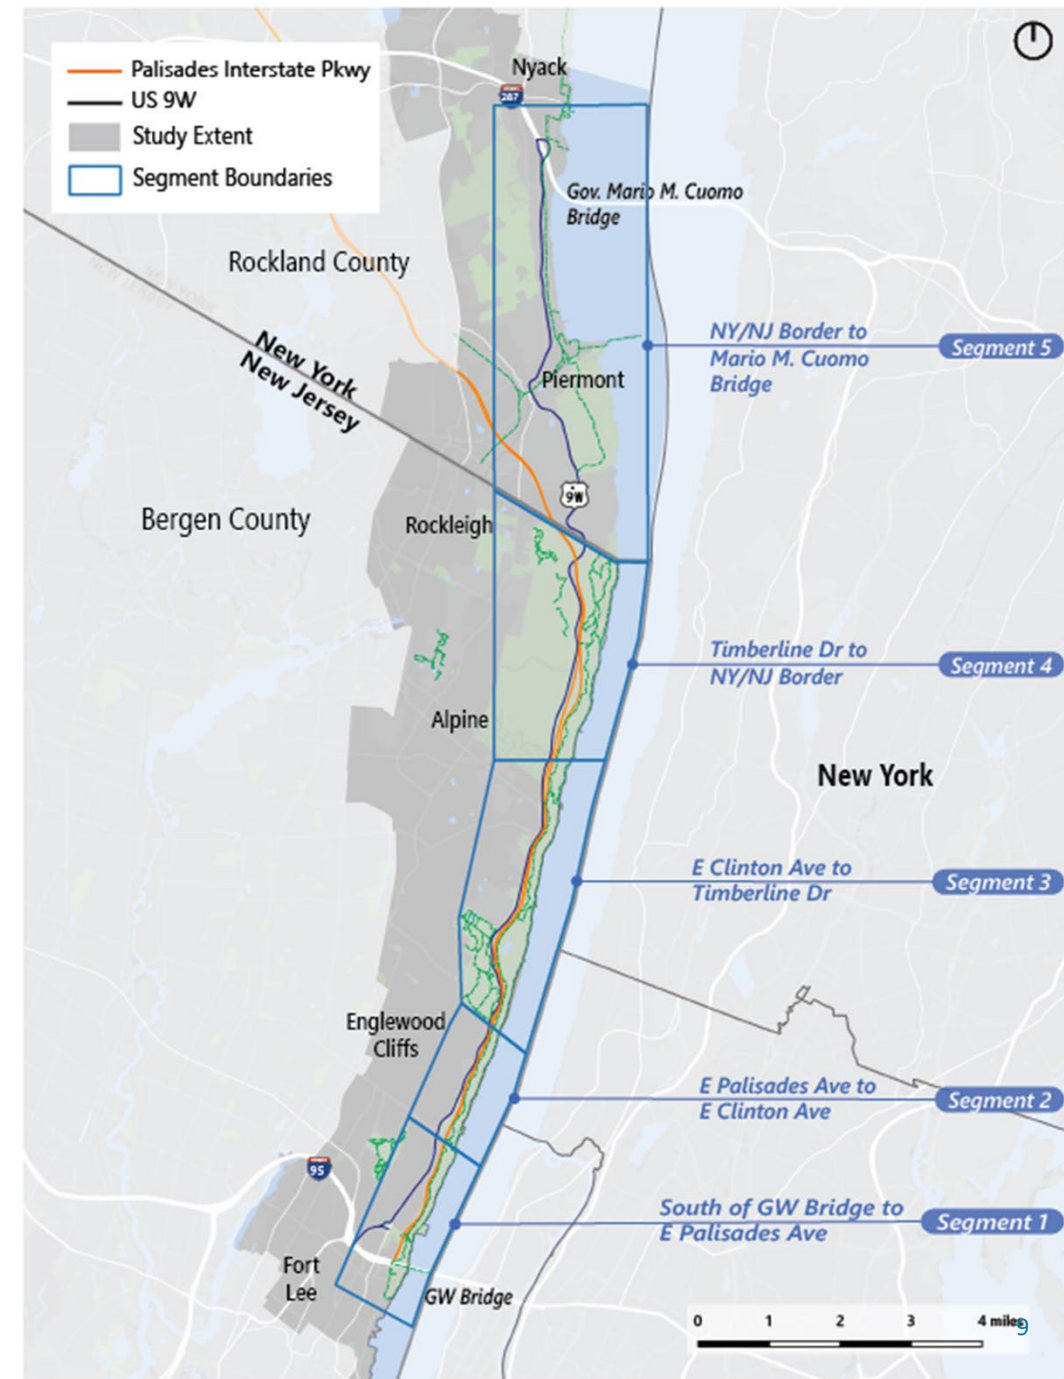 Palisades Interstate Pkwy
US 9W
Study Extent
Segment Boundaries
Nyack
287
Gov. Mario M. Cuomo
Bridge
Rockland County
NEW YORK
NEW JERSEY
New York
New Jersey
NY/NJ Border to
Mario M. Cuomo
Bridge
Segment 5
Piermont
9W
Bergen County
Rockleigh
Timberline Dr to
NY/NJ Border
Segment 4
Alpine
New York
E Clinton Ave to
Timberline Dr
Segment 3
Englewood
Cliffs
E Palisades Ave to
E Clinton Ave
Segment 2
95
South of GW Bridge to
E Palisades Ave
Segment 1
Fort
Lee
GW Bridge
0 1 2 3 4 miles
9